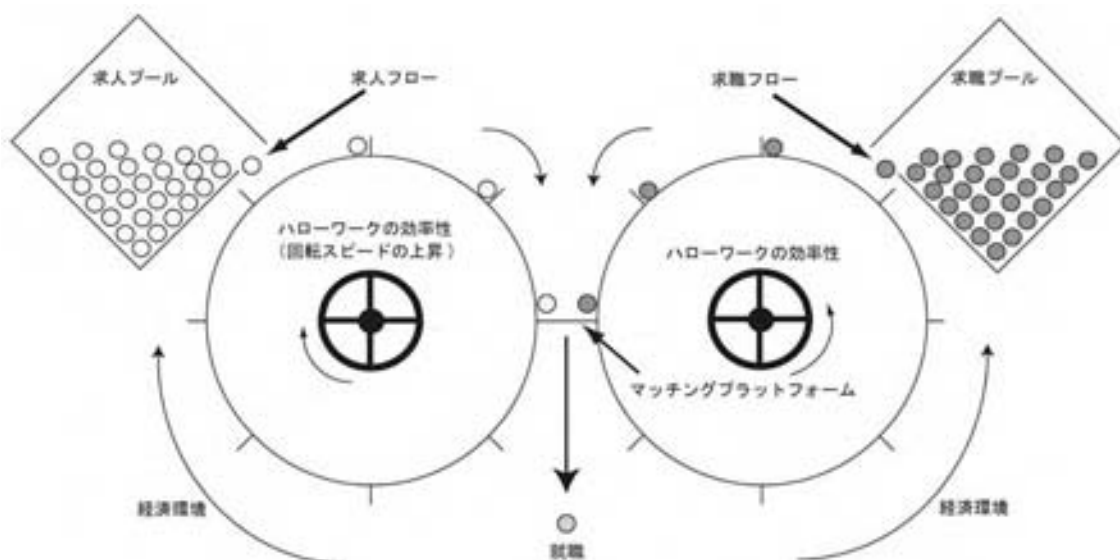 求人プール
求人フロー
求職フロー
求職プール
ハローワークの効率性
(回転スピードの上昇)
ハローワークの効率性
マッチングプラットフォーム
経済環境
経済環境
就職